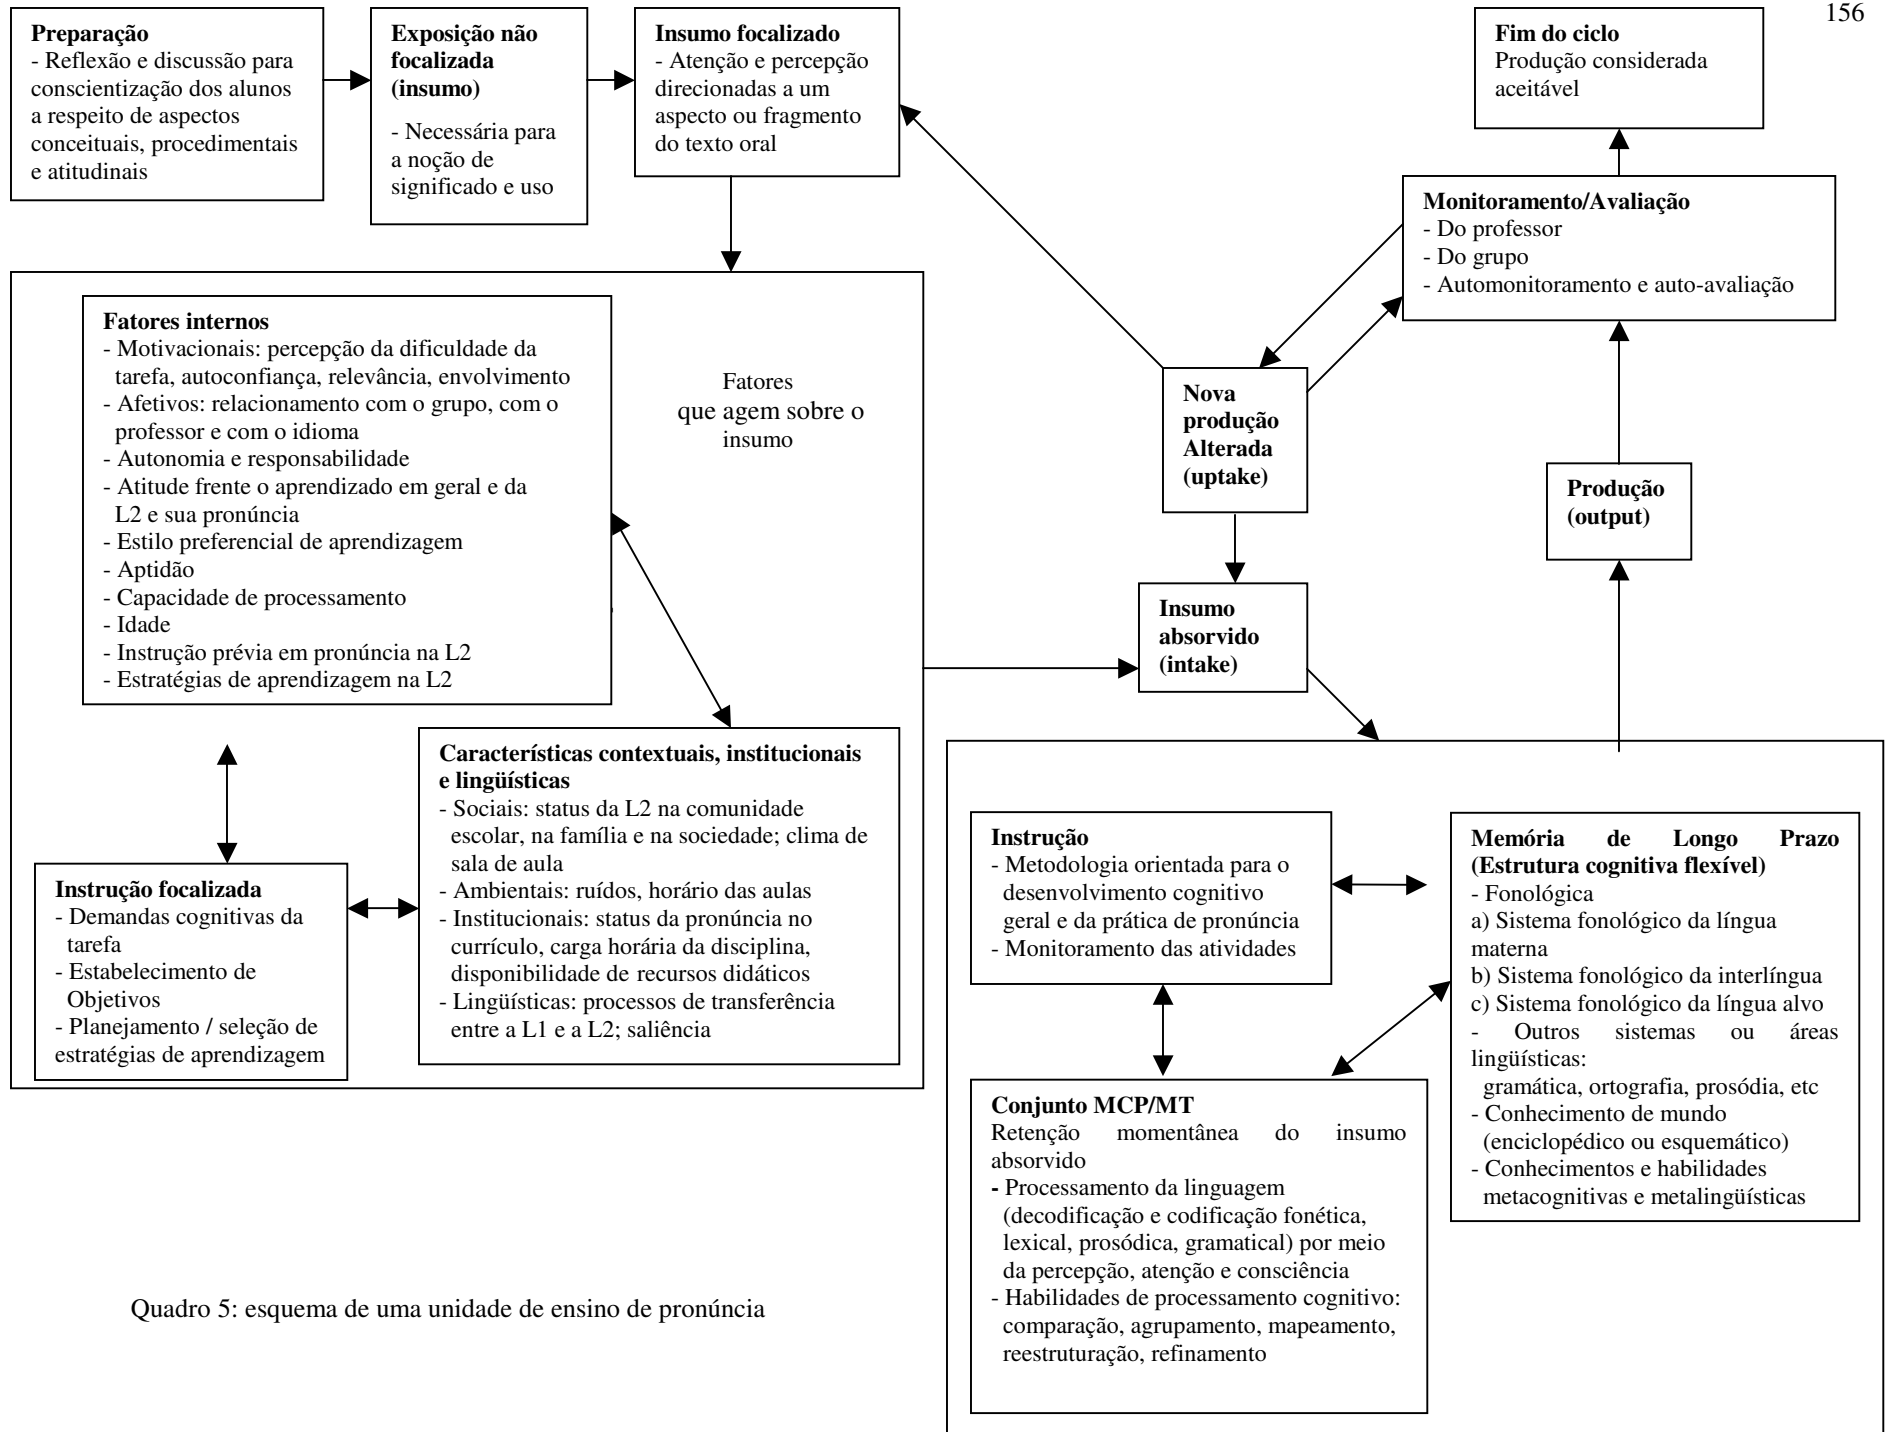 156
Preparação
- Reflexão e discussão para
conscientização dos alunos
a respeito de aspectos
conceituais, procedimentais
e atitudinais
Exposição não
focalizada
(insumo)
- Necessária para
a noção de
significado e uso
Insumo focalizado
- Atenção e percepção
direcionadas a um
aspecto ou fragmento
do texto oral
Fim do ciclo
Produção considerada
aceitável
Monitoramento/Avaliação
- Do professor
- Do grupo
- Automonitoramento e auto-avaliação
Fatores internos
- Motivacionais: percepção da dificuldade da
tarefa, autoconfiança, relevância, envolvimento
- Afetivos: relacionamento com o grupo, com o
professor e com o idioma
- Autonomia e responsabilidade
- Atitude frente o aprendizado em geral e da
L2 e sua pronúncia
- Estilo preferencial de aprendizagem
- Aptidão
- Capacidade de processamento
- Idade
- Instrução prévia em pronúncia na L2
- Estratégias de aprendizagem na L2
Fatores
que agem sobre o
insumo
Nova
produção
Alterada
(uptake)
Produção
(output)
Insumo
absorvido
(intake)
Características contextuais, institucionais
e lingüísticas
- Sociais: status da L2 na comunidade
escolar, na família e na sociedade; clima de
sala de aula
- Ambientais: ruídos, horário das aulas
- Institucionais: status da pronúncia no
currículo, carga horária da disciplina,
disponibilidade de recursos didáticos
- Lingüísticas: processos de transferência
entre a L1 e a L2; saliência
Instrução focalizada
- Demandas cognitivas da
tarefa
- Estabelecimento de
Objetivos
- Planejamento / seleção de
estratégias de aprendizagem
Instrução
- Metodologia orientada para o
desenvolvimento cognitivo
geral e da prática de pronúncia
- Monitoramento das atividades
Memória de Longo Prazo
(Estrutura cognitiva flexível)
- Fonológica
a) Sistema fonológico da língua
materna
b) Sistema fonológico da interlíngua
c) Sistema fonológico da língua alvo
- Outros sistemas ou áreas
lingüísticas:
gramática, ortografia, prosódia, etc
- Conhecimento de mundo
(enciclopédico ou esquemático)
- Conhecimentos e habilidades
metacognitivas e metalingüísticas
Conjunto MCP/MT
Retenção momentânea do insumo
absorvido
- Processamento da linguagem
(decodificação e codificação fonética,
lexical, prosódica, gramatical) por meio
da percepção, atenção e consciência
- Habilidades de processamento cognitivo:
comparação, agrupamento, mapeamento,
reestruturação, refinamento
Quadro 5: esquema de uma unidade de ensino de pronúncia